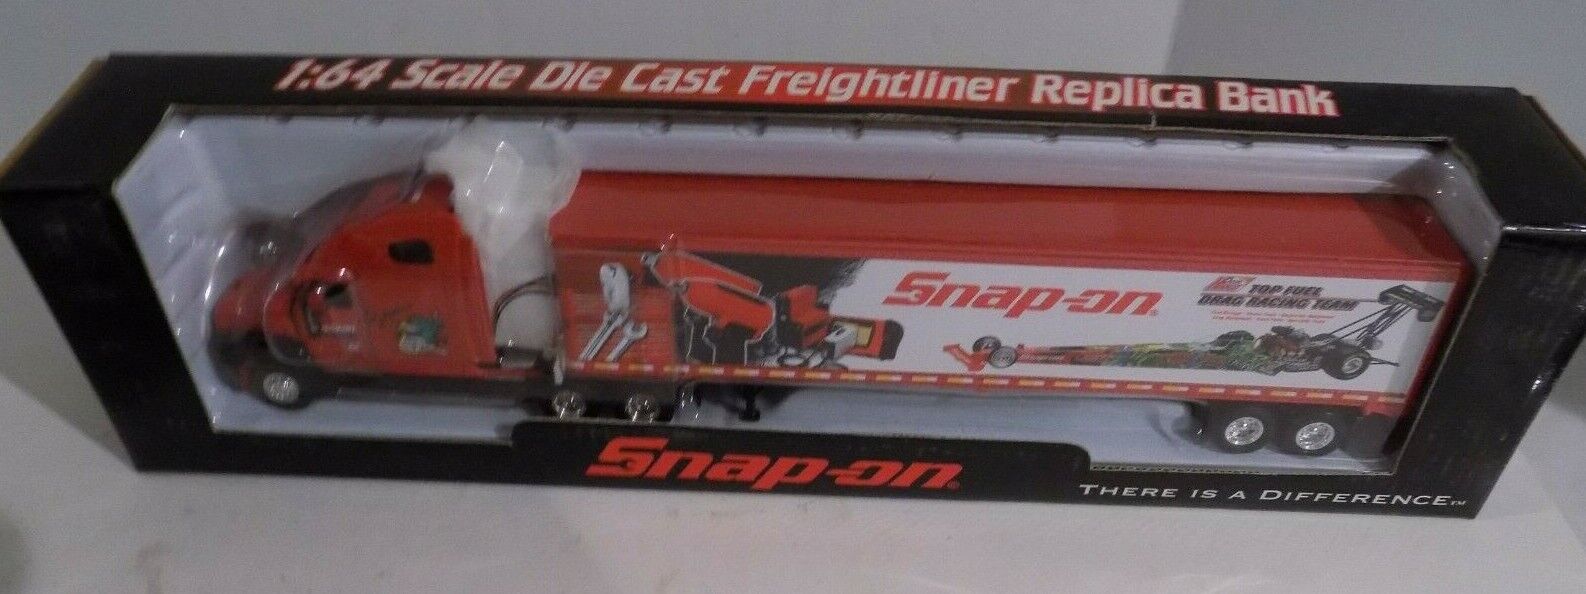 1:64 Scale Die Cast Freightliner Replica Bank
Snap-on®
TOP FUEL
DRAG RACING TEAM
Snap-on®
THERE IS A DIFFERENCE™